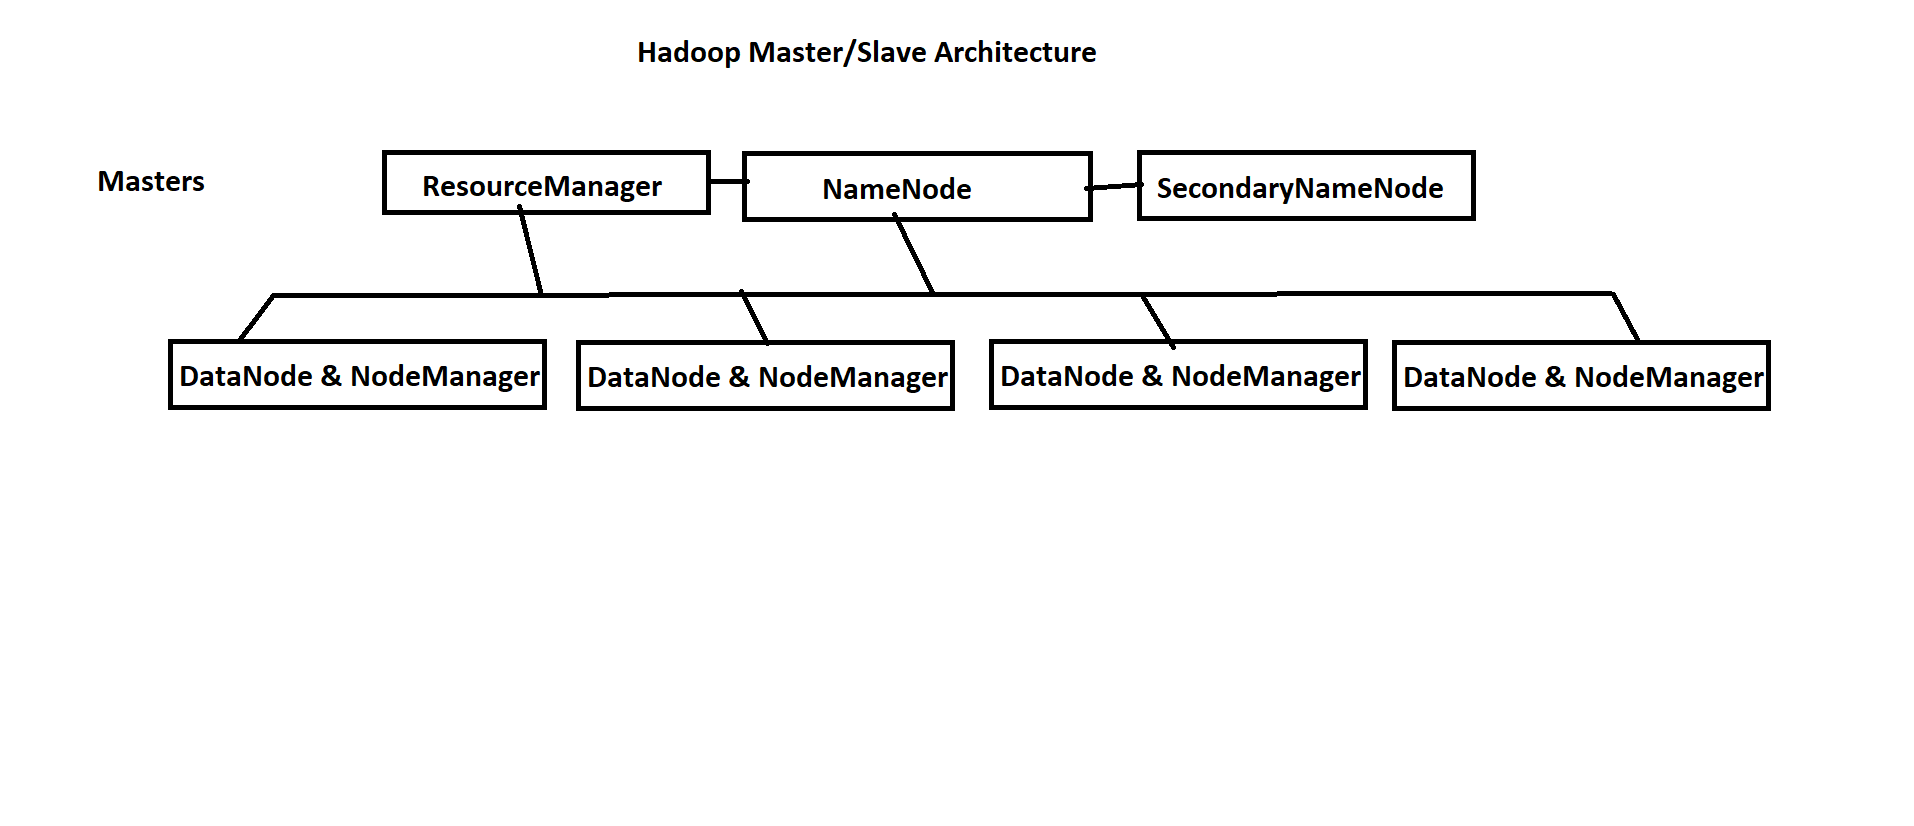 Hadoop Master/Slave Architecture
Masters
ResourceManager
NameNode
SecondaryNameNode
DataNode & NodeManager
DataNode & NodeManager
DataNode & NodeManager
DataNode & NodeManager